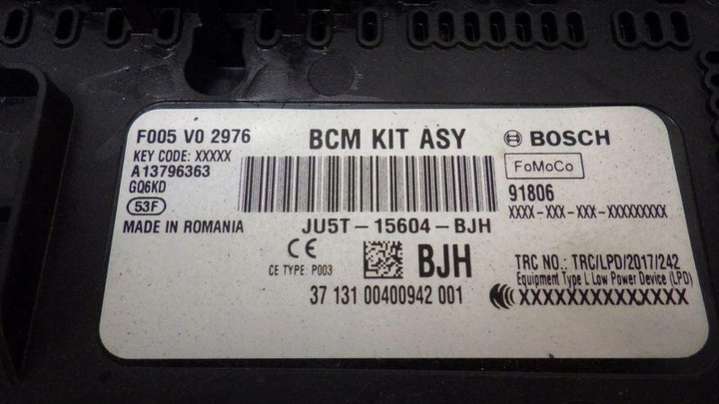 F005 V0 2976
BCM KIT ASY
BOSCH
KEY CODE: XXXXX
A13796363
GQ6KD
53F
MADE IN ROMANIA
FoMoCo
91806
XXXX-XXX-XXX-XXXXXXXXX
JU5T-15604-BJH
CE
CE TYPE: P003
BJH
TRC NO.: TRC/LPD/2017/242
Equipment Type L Low Power Device (LPD)
XXXXXXXXXXXXXX
37 131 00400942 001